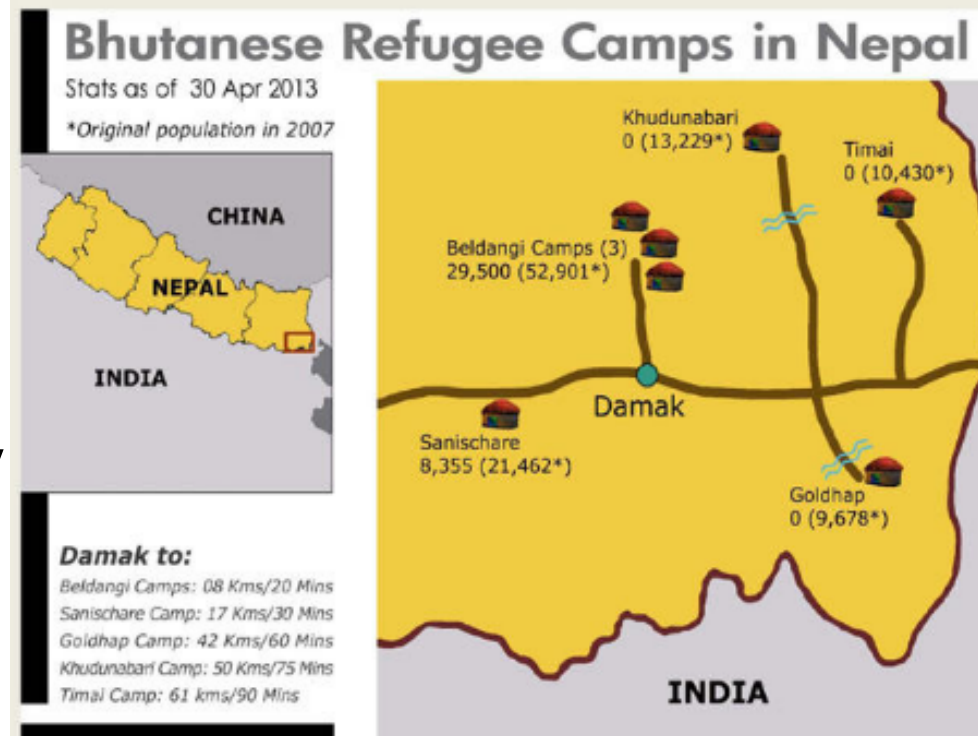 Bhutanese Refugee Camps in Nepal
Stats as of 30 Apr 2013
*Original population in 2007
CHINA
NEPAL
INDIA
Khudunabari
0 (13,229*)
Timai
0 (10,430*)
Beldangi Camps (3)
29,500 (52,901*)
Damak
Sanischare
8,355 (21,462*)
Goldhap
0 (9,678*)
INDIA
Damak to:
Beldangi Camps: 08 Kms/20 Mins
Sanischare Camp: 17 Kms/30 Mins
Goldhap Camp: 42 Kms/60 Mins
Khudunabari Camp: 50 Kms/75 Mins
Timai Camp: 61 kms/90 Mins